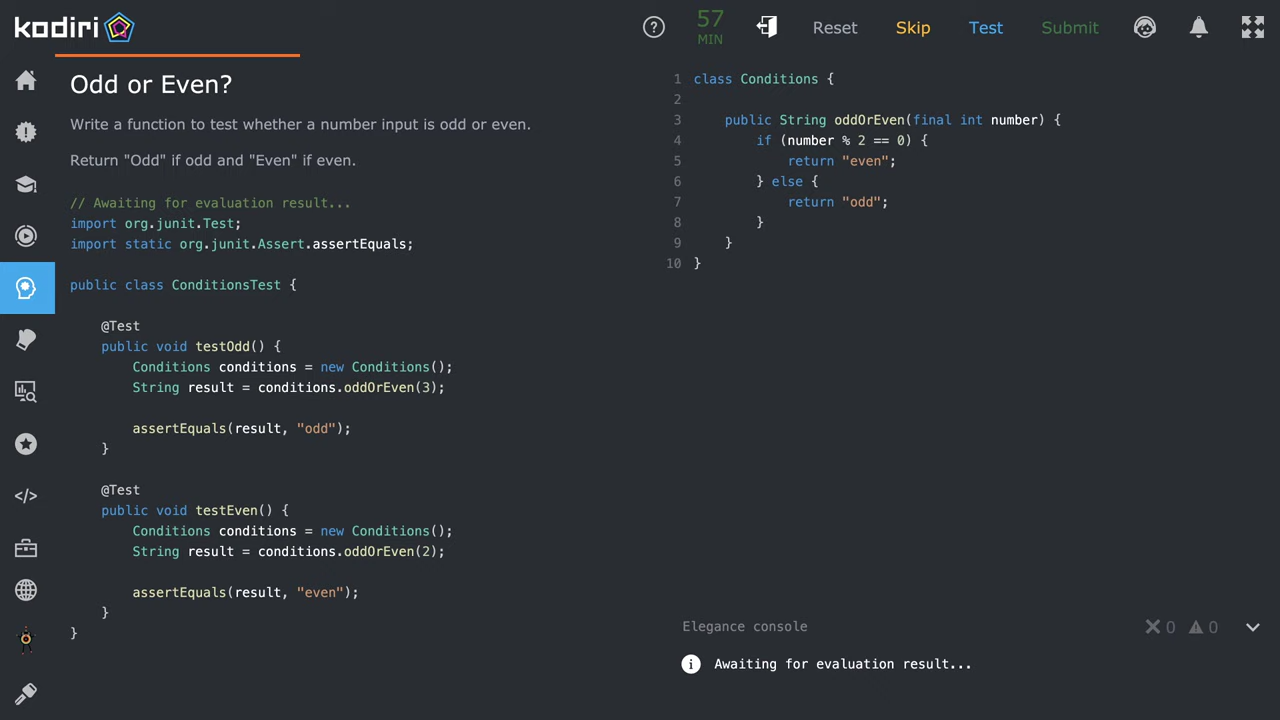 kodiri
57
MIN
Reset
Skip
Test
Submit
Odd or Even?
Write a function to test whether a number input is odd or even.
Return "Odd" if odd and "Even" if even.
// Awaiting for evaluation result...
import org.junit.Test;
import static org.junit.Assert.assertEquals;
public class ConditionsTest {
@Test
public void testOdd() {
Conditions conditions = new Conditions();
String result = conditions.oddOrEven(3);
assertEquals(result, "odd");
}
@Test
public void testEven() {
Conditions conditions = new Conditions();
String result = conditions.oddOrEven(2);
assertEquals(result, "even");
}
}
1 class Conditions {
2
3 public String oddOrEven(final int number) {
4 if (number % 2 == 0) {
5 return "even";
6 } else {
7 return "odd";
8 }
9 }
10 }
Elegance console
0
0
Awaiting for evaluation result...